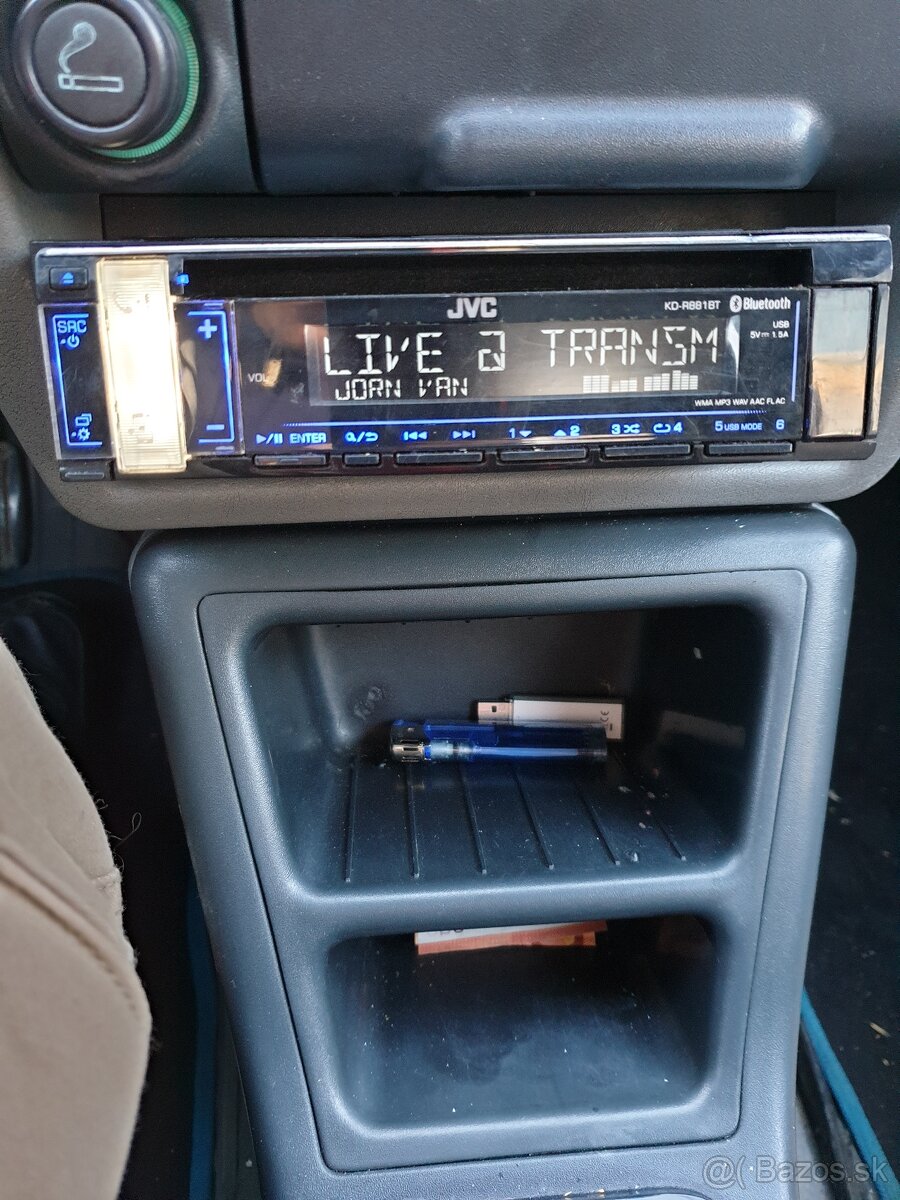 JVC
KD-R881BT Bluetooth
SRC
USB
5V 1.5A
+
LIVE @ TRANSM
VOL
JORN VAN
WMA MP3 WAV AAC FLAC
-
ENTER 1 2 3 4 5 USB MODE 6
CE
@( Bazos.sk